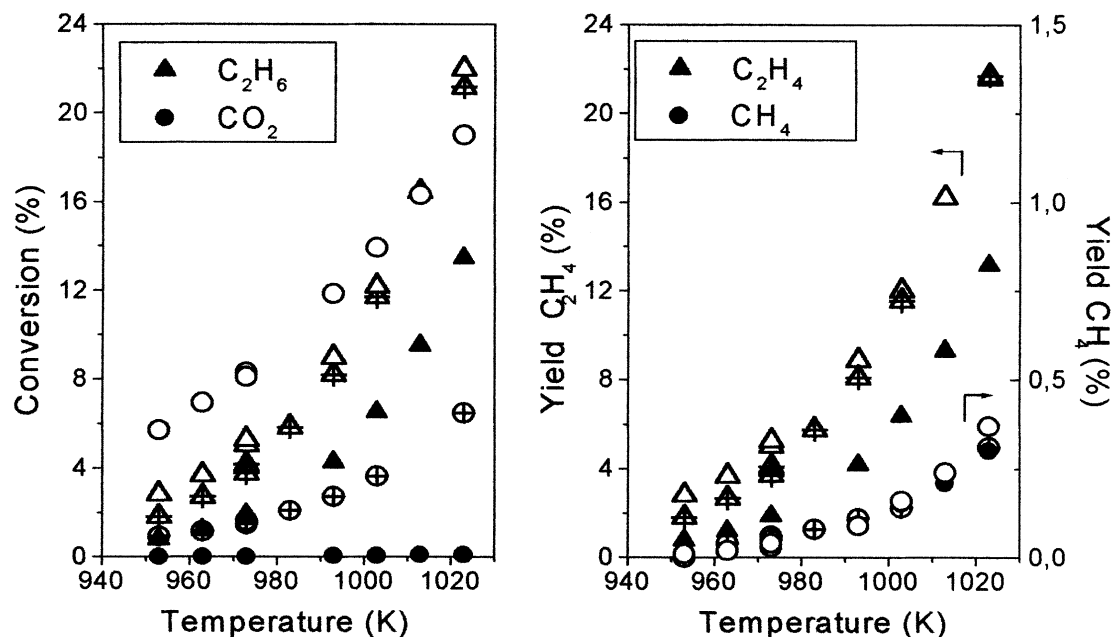 24
20
16
12
8
4
0
Conversion (%)
C₂H₆
CO₂
940 960 980 1000 1020
Temperature (K)
24
20
16
12
8
4
0
Yield C₂H₄ (%)
C₂H₄
CH₄
1,5
1,0
0,5
0,0
Yield CH₄ (%)
940 960 980 1000 1020
Temperature (K)